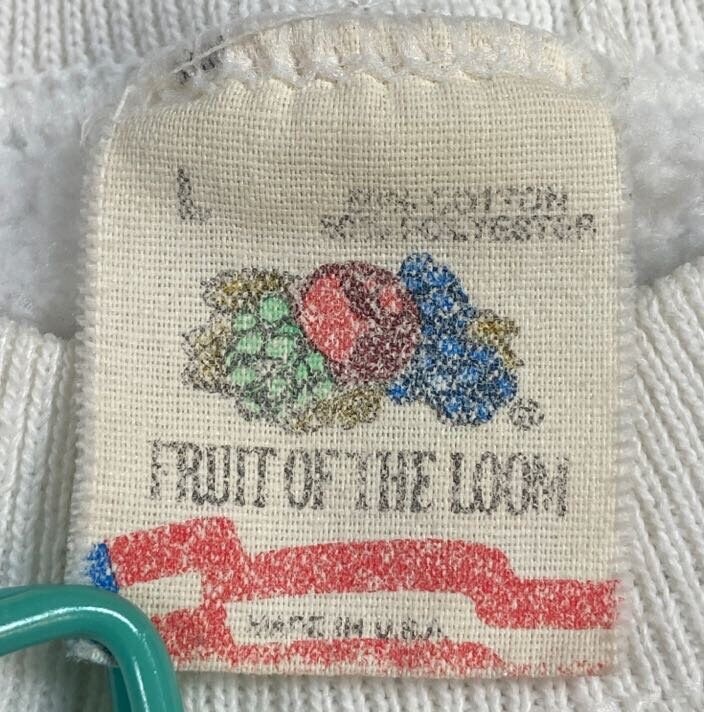 L
50% COTTON
50% POLYESTER
®
FRUIT OF THE LOOM
MADE IN U.S.A.